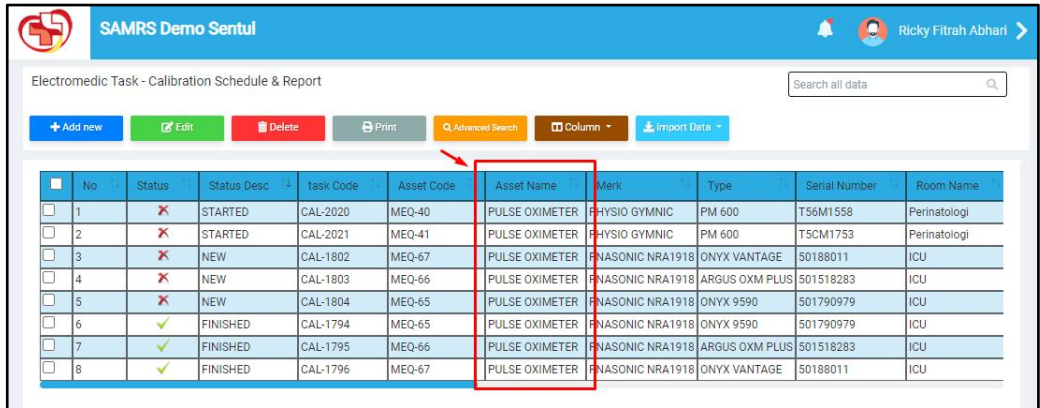 SAMRS Demo Sentul
Ricky Fitrah Abhari
Electromedic Task - Calibration Schedule & Report
Search all data
Add new Edit Delete Print Advanced Search Column Import Data
No Status Status Desc task Code Asset Code Asset Name Merk Type Serial Number Room Name
1 STARTED CAL-2020 MEQ-40 PULSE OXIMETER PHYSIO GYMNIC PM 600 T56M1558 Perinatologi
2 STARTED CAL-2021 MEQ-41 PULSE OXIMETER PHYSIO GYMNIC PM 600 T5CM1753 Perinatologi
3 NEW CAL-1802 MEQ-67 PULSE OXIMETER PNASONIC NRA1918 ONYX VANTAGE 50188011 ICU
4 NEW CAL-1803 MEQ-66 PULSE OXIMETER PNASONIC NRA1918 ARGUS OXM PLUS 501518283 ICU
5 NEW CAL-1804 MEQ-65 PULSE OXIMETER PNASONIC NRA1918 ONYX 9590 501790979 ICU
6 FINISHED CAL-1794 MEQ-65 PULSE OXIMETER PNASONIC NRA1918 ONYX 9590 501790979 ICU
7 FINISHED CAL-1795 MEQ-66 PULSE OXIMETER PNASONIC NRA1918 ARGUS OXM PLUS 501518283 ICU
8 FINISHED CAL-1796 MEQ-67 PULSE OXIMETER PNASONIC NRA1918 ONYX VANTAGE 50188011 ICU